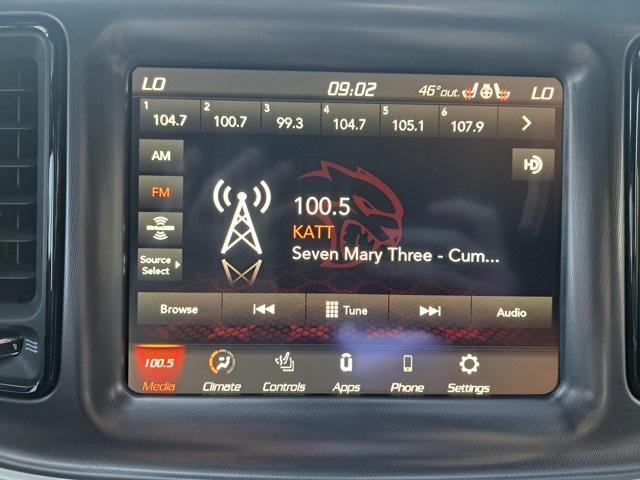 LO 09:02 46°out. LO
1 104.7 2 100.7 3 99.3 4 104.7 5 105.1 6 107.9
AM
HD
FM
100.5
KATT
SiriusXM
Seven Mary Three - Cum...
Source
Select
Browse Tune Audio
100.5
Media Climate Controls Apps Phone Settings